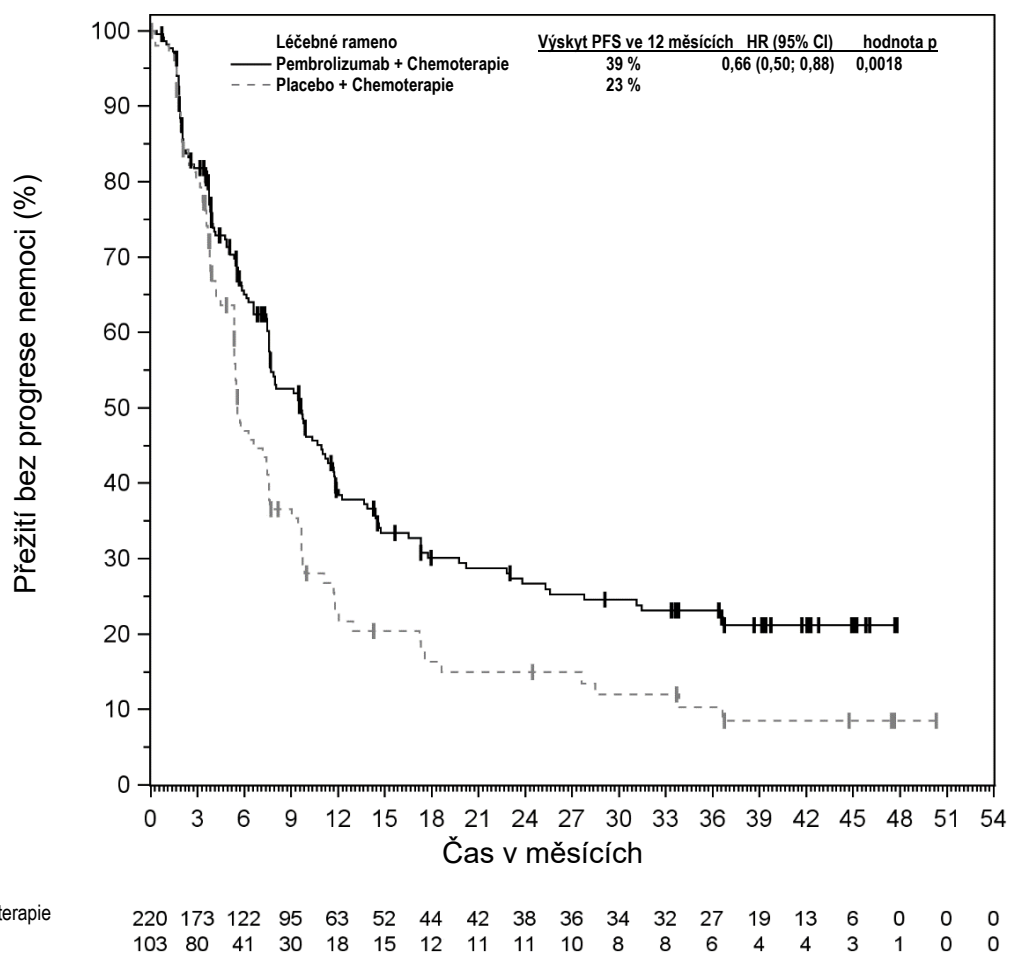 Léčebné rameno Výskyt PFS ve 12 měsících HR (95% CI) hodnota p
Pembrolizumab + Chemoterapie 39 % 0,66 (0,50; 0,88) 0,0018
Placebo + Chemoterapie 23 %
Přežití bez progrese nemoci (%)
100
90
80
70
60
50
40
30
20
10
0
0 3 6 9 12 15 18 21 24 27 30 33 36 39 42 45 48 51 54
Čas v měsících
terapie 220 173 122 95 63 52 44 42 38 36 34 32 27 19 13 6 0 0 0
103 80 41 30 18 15 12 11 11 10 8 8 6 4 4 3 1 0 0